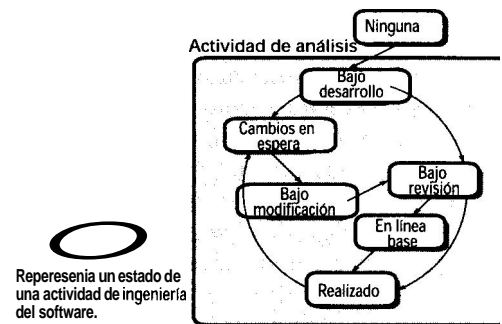 Ninguna
Actividad de análisis
Bajo
desarrollo
Cambios en
espera
Bajo
modificación
Bajo
revisión
En línea
base
Realizado
Reperesenia un estado de
una actividad de ingeniería
del software.